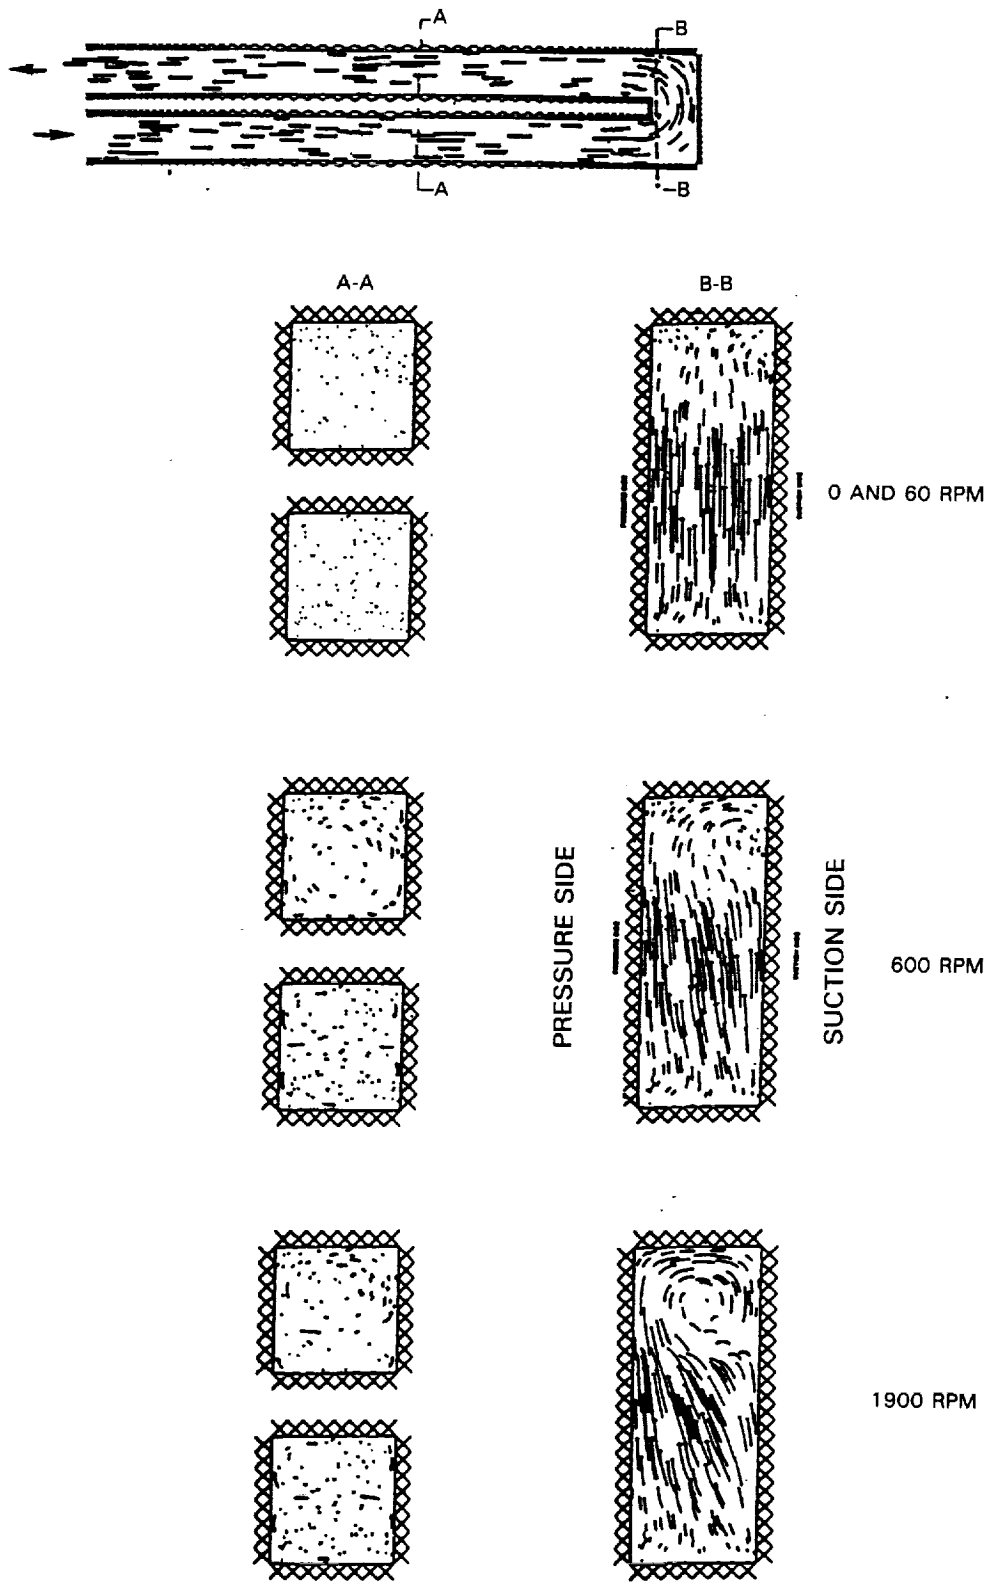 A
B
A
B
A-A
B-B
0 AND 60 RPM
PRESSURE SIDE
SUCTION SIDE
600 RPM
1900 RPM